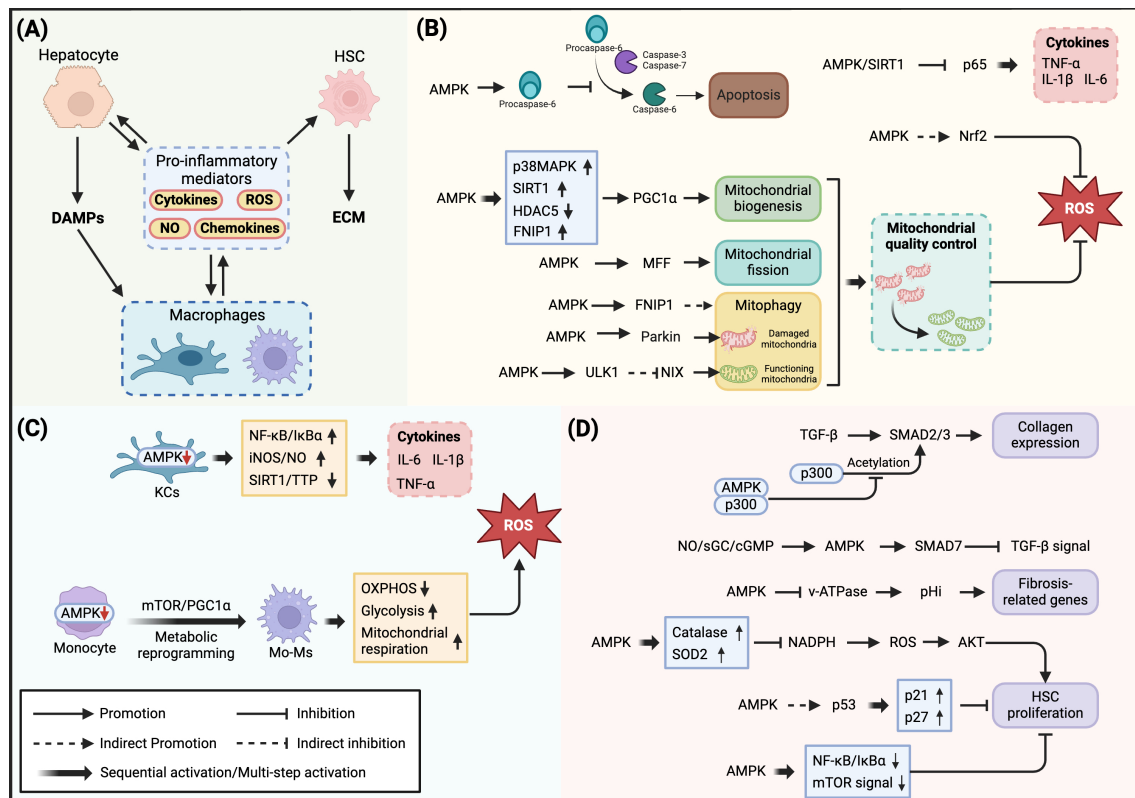 (A)
Hepatocyte
HSC
Pro-inflammatory
mediators
Cytokines
ROS
NO
Chemokines
DAMPs
ECM
Macrophages
(B)
AMPK
Procaspase-6
Procaspase-6
Caspase-3
Caspase-7
Caspase-6
Apoptosis
AMPK/SIRT1
p65
Cytokines
TNF-α
IL-1β IL-6
AMPK
Nrf2
ROS
AMPK
p38MAPK
SIRT1
HDAC5
FNIP1
PGC1α
Mitochondrial
biogenesis
AMPK
MFF
Mitochondrial
fission
AMPK
FNIP1
Mitophagy
AMPK
Parkin
Damaged
mitochondria
AMPK
ULK1
NIX
Functioning
mitochondria
Mitochondrial
quality control
(C)
AMPK
KCs
NF-κB/IκBα
iNOS/NO
SIRT1/TTP
Cytokines
IL-6 IL-1β
TNF-α
ROS
AMPK
Monocyte
mTOR/PGC1α
Metabolic
reprogramming
Mo-Ms
OXPHOS
Glycolysis
Mitochondrial
respiration
Promotion
Inhibition
Indirect Promotion
Indirect inhibition
Sequential activation/Multi-step activation
(D)
TGF-β
SMAD2/3
Collagen
expression
p300
Acetylation
AMPK
p300
NO/sGC/cGMP
AMPK
SMAD7
TGF-β signal
AMPK
v-ATPase
pHi
Fibrosis-
related genes
AMPK
Catalase
SOD2
NADPH
ROS
AKT
AMPK
p53
p21
p27
HSC
proliferation
AMPK
NF-κB/IκBα
mTOR signal